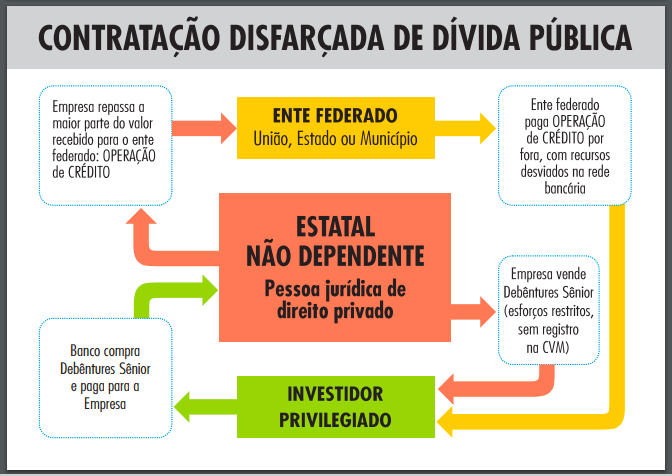 CONTRATAÇÃO DISFARÇADA DE DÍVIDA PÚBLICA
Empresa repassa a
maior parte do valor
recebido para o ente
federado: OPERAÇÃO
de CRÉDITO
ENTE FEDERADO
União, Estado ou Município
Ente federado
paga OPERAÇÃO
de CRÉDITO por
fora, com recursos
desviados na rede
bancária
ESTATAL
NÃO DEPENDENTE
Pessoa jurídica de
direito privado
Empresa vende
Debêntures Sênior
(esforços restritos,
sem registro
na CVM)
Banco compra
Debêntures Sênior
e paga para a
Empresa
INVESTIDOR
PRIVILEGIADO